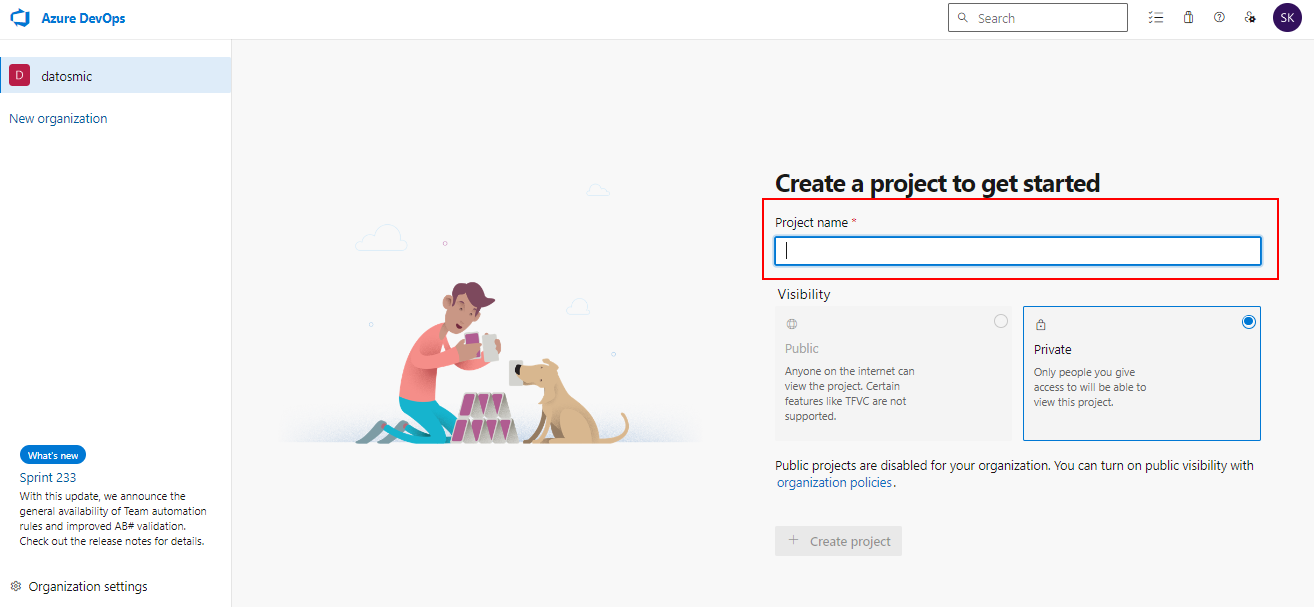 Azure DevOps
Search
SK
D
datosmic
New organization
Create a project to get started
Project name *
Visibility
Public
Anyone on the internet can
view the project. Certain
features like TFVC are not
supported.
Private
Only people you give
access to will be able to
view this project.
Public projects are disabled for your organization. You can turn on public visibility with
organization policies.
+ Create project
What's new
Sprint 233
With this update, we announce the
general availability of Team automation
rules and improved AB# validation.
Check out the release notes for details.
Organization settings